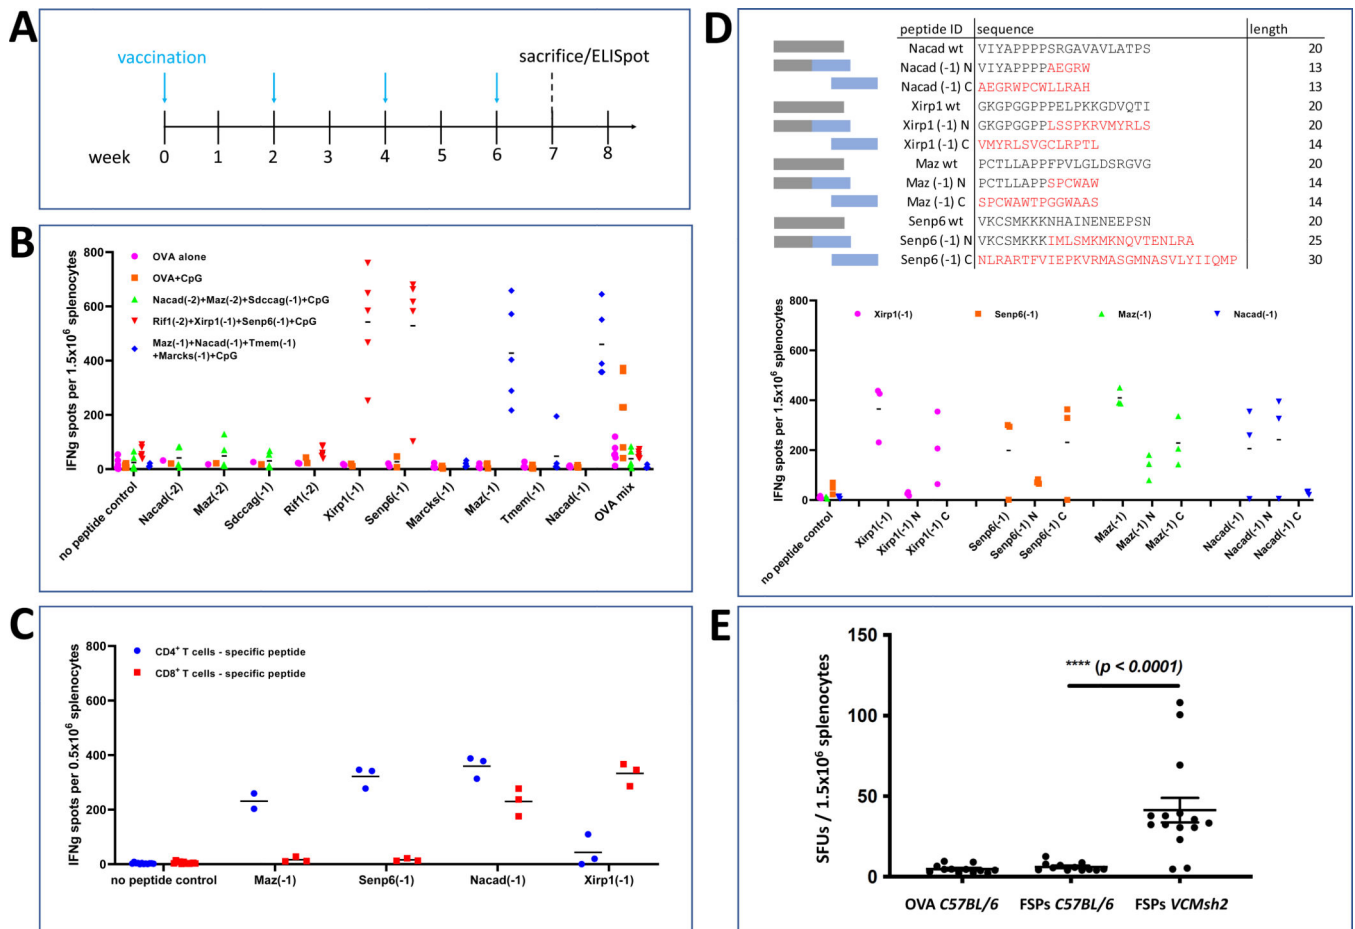 A
vaccination
sacrifice/ELISpot
week 0 1 2 3 4 5 6 7 8
B
IFNg spots per 1.5x10⁶ splenocytes
800
600
400
200
0
OVA alone
OVA+CpG
Nacad(-2)+Maz(-2)+Sdccag(-1)+CpG
Rif1(-2)+Xirp1(-1)+Senp6(-1)+CpG
Maz(-1)+Nacad(-1)+Tmem(-1)
+Marcks(-1)+CpG
no peptide control
Nacad(-2)
Maz(-2)
Sdccag(-1)
Rif1(-2)
Xirp1(-1)
Senp6(-1)
Marcks(-1)
Maz(-1)
Tmem(-1)
Nacad(-1)
OVA mix
C
IFNg spots per 0.5x10⁶ splenocytes
800
600
400
200
0
CD4⁺ T cells - specific peptide
CD8⁺ T cells - specific peptide
no peptide control Maz(-1) Senp6(-1) Nacad(-1) Xirp1(-1)
D
peptide ID sequence length
Nacad wt VIYAPPPPSRGAVAVLATPS 20
Nacad (-1) N VIYAPPPPAEGRW 13
Nacad (-1) C AEGRWPCWLLRAH 13
Xirp1 wt GKGPGGPPPELPKKGDVQTI 20
Xirp1 (-1) N GKGPGGPPLSSPKRVMYRLS 20
Xirp1 (-1) C VMYRLSVGCLRPTL 14
Maz wt PCTLLAPPFPVLGLDSRGVG 20
Maz (-1) N PCTLLAPPSPCWAW 14
Maz (-1) C SPCWAWTPGGWAAS 14
Senp6 wt VKCSMKKKNHAINENEEPSN 20
Senp6 (-1) N VKCSMKKKIMLSMKMKNQVTENLRA 25
Senp6 (-1) C NLRARTFVIEPKVRMASGMNASVLYIIQMP 30
IFNg spots per 1.5x10⁶ splenocytes
800
600
400
200
0
Xirp1(-1) Senp6(-1) Maz(-1) Nacad(-1)
no peptide control
Xirp1(-1)
Xirp1(-1) N
Xirp1(-1) C
Senp6(-1)
Senp6(-1) N
Senp6(-1) C
Maz(-1)
Maz(-1) N
Maz(-1) C
Nacad(-1)
Nacad(-1) N
Nacad(-1) C
E
SFUs / 1.5x10⁶ splenocytes
150
100
50
0
**** (p < 0.0001)
OVA C57BL/6 FSPs C57BL/6 FSPs VCMsh2